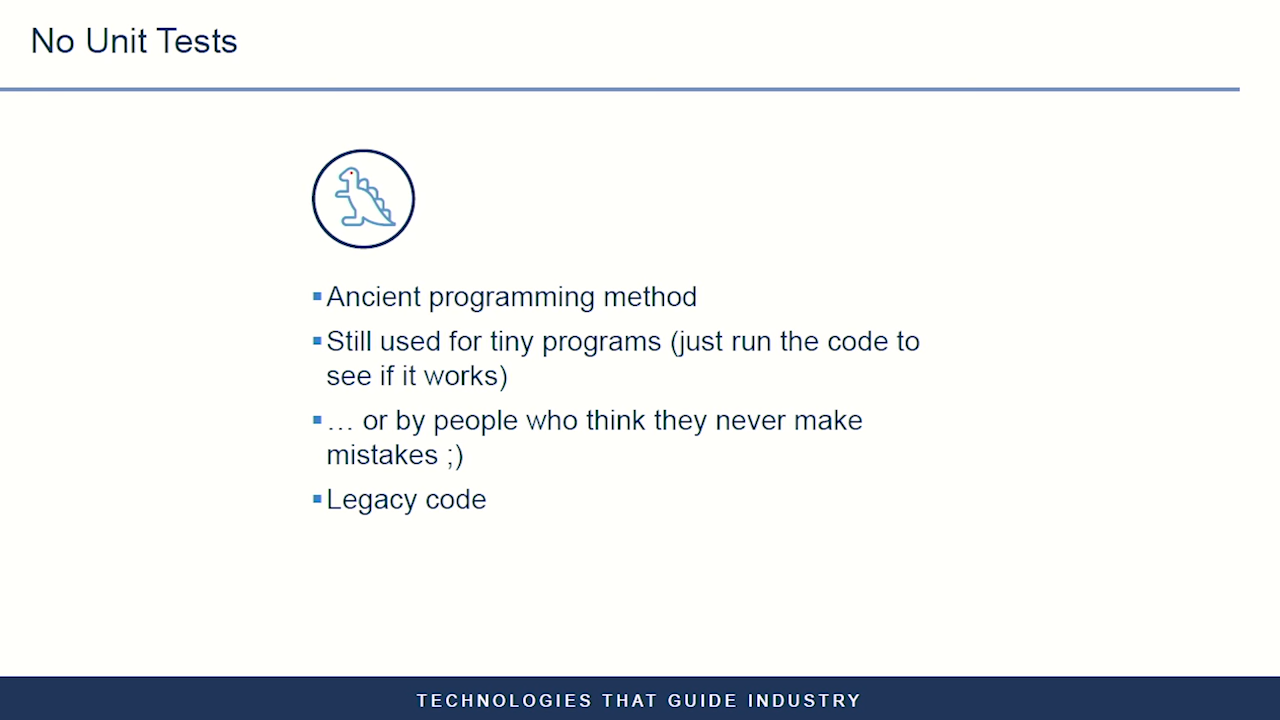 No Unit Tests
Ancient programming method
Still used for tiny programs (just run the code to
see if it works)
… or by people who think they never make
mistakes ;)
Legacy code
TECHNOLOGIES THAT GUIDE INDUSTRY